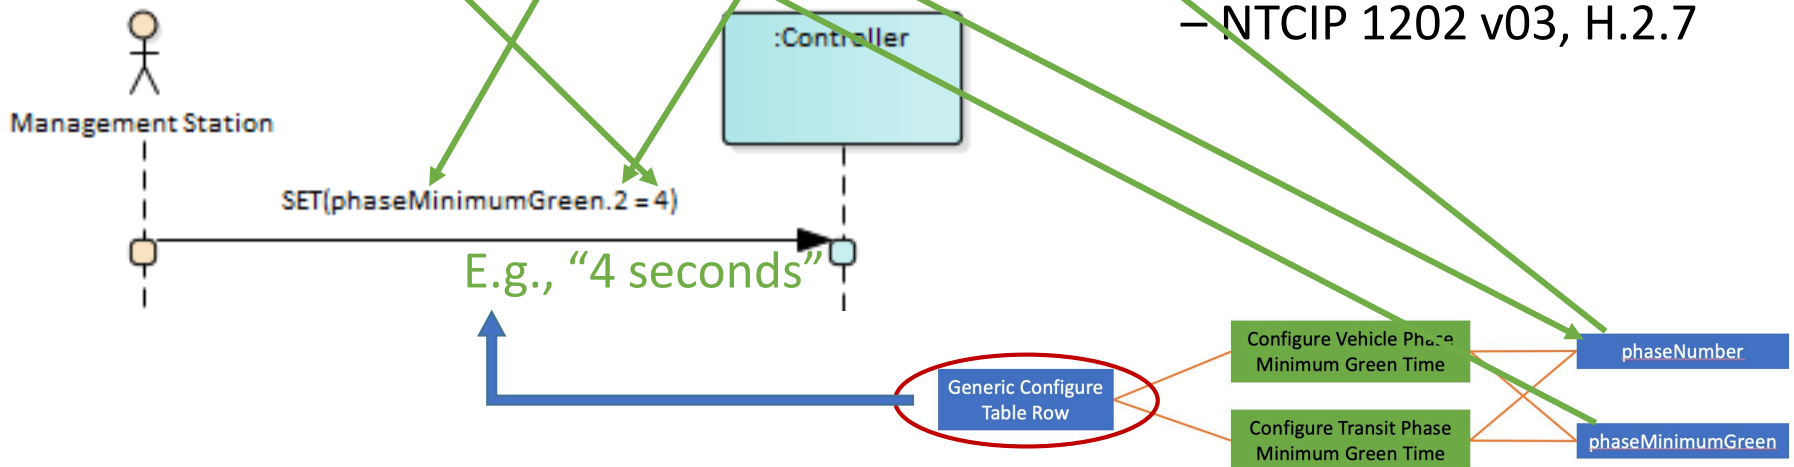 – NTCIP 1202 v03, H.2.7
:Controller
Management Station
SET(phaseMinimumGreen.2 = 4)
E.g., “4 seconds”
Generic Configure
Table Row
Configure Vehicle Phase
Minimum Green Time
Configure Transit Phase
Minimum Green Time
phaseNumber
phaseMinimumGreen